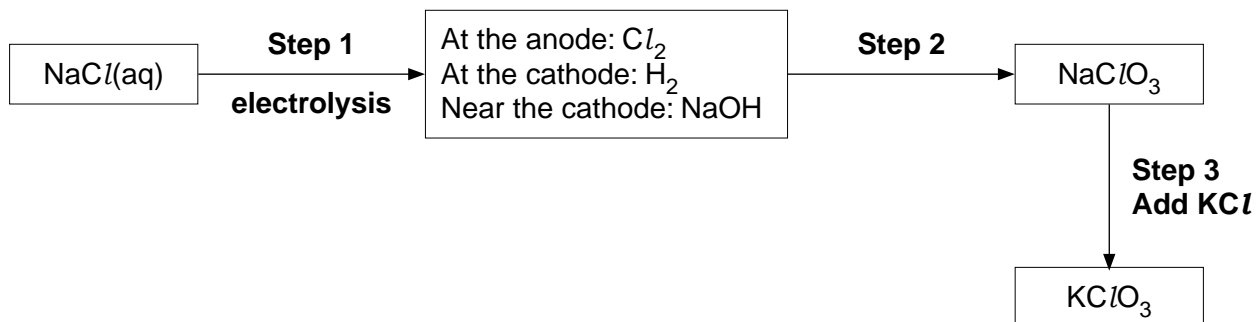 NaCl(aq)
Step 1
electrolysis
At the anode: Cl₂
At the cathode: H₂
Near the cathode: NaOH
Step 2
NaClO₃
Step 3
Add KCl
KClO₃